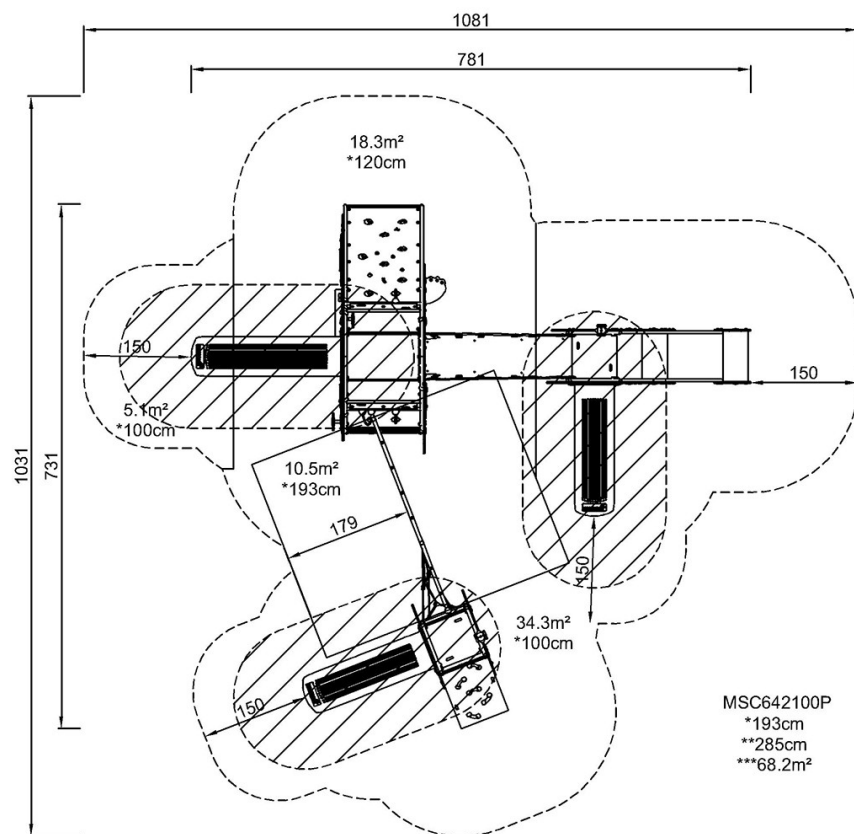 1081
781
18.3m²
*120cm
150
150
5.1m²
*100cm
1031
731
10.5m²
*193cm
179
150
34.3m²
*100cm
150
MSC642100P
*193cm
**285cm
***68.2m²